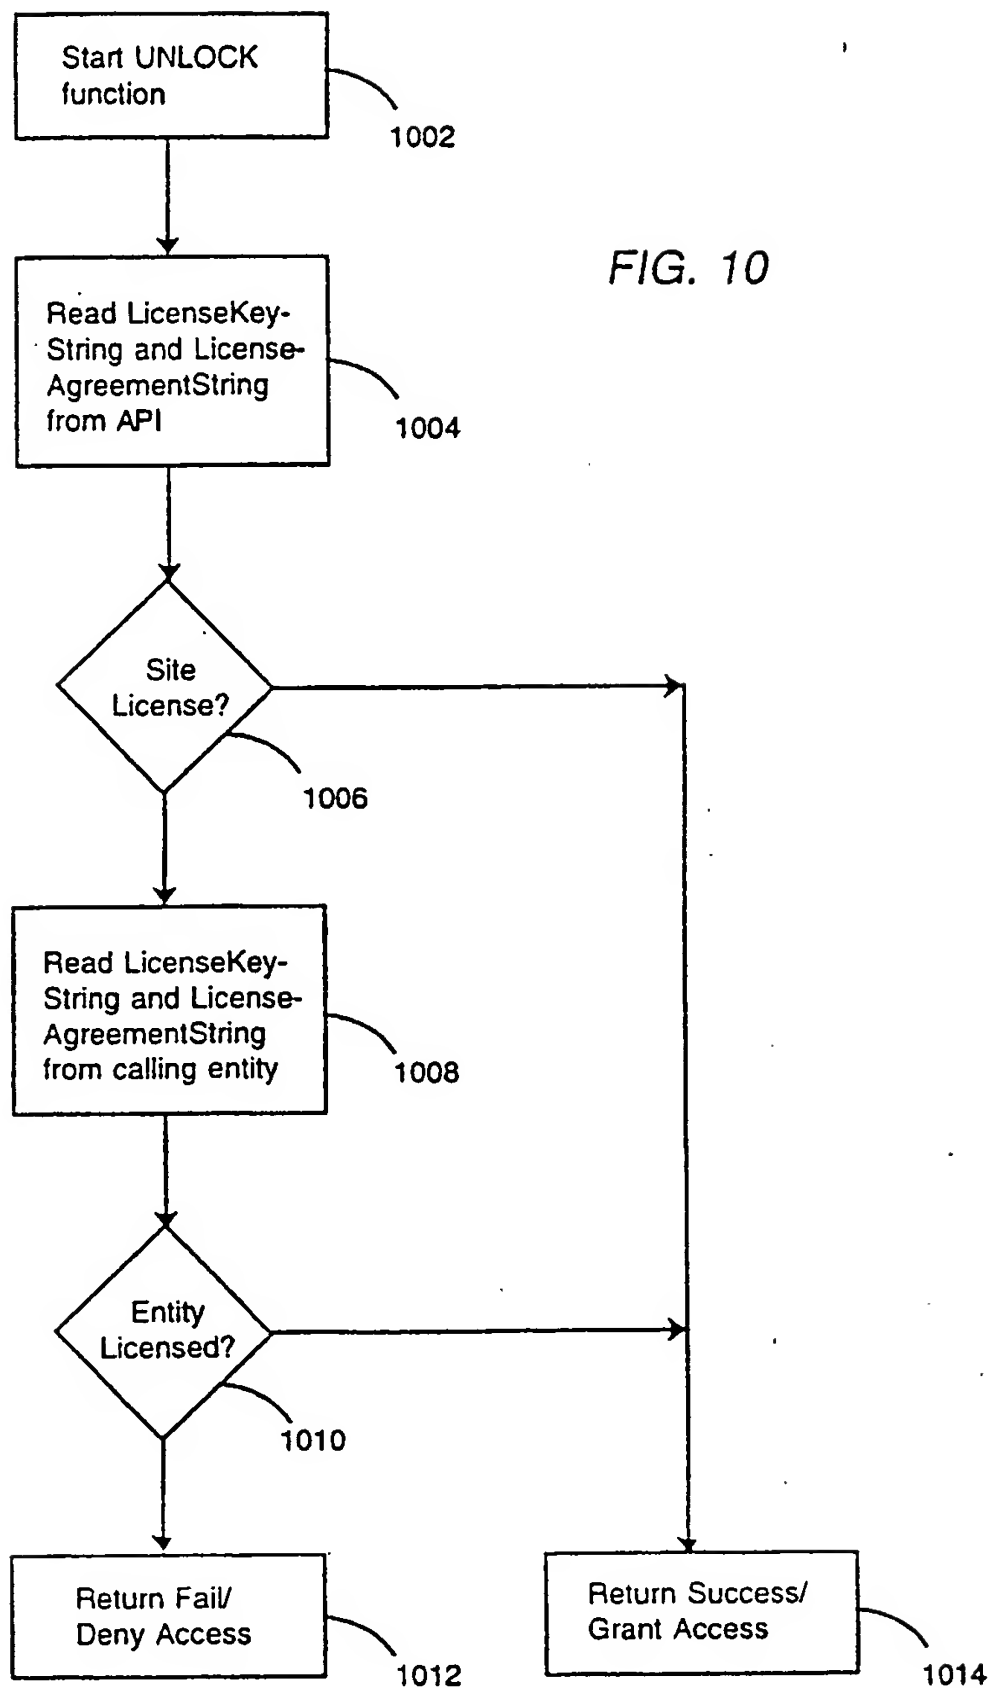 Start UNLOCK
function
1002
FIG. 10
Read LicenseKey-
String and License-
AgreementString
from API
1004
Site
License?
1006
Read LicenseKey-
String and License-
AgreementString
from calling entity
1008
Entity
Licensed?
1010
Return Fail/
Deny Access
1012
Return Success/
Grant Access
1014